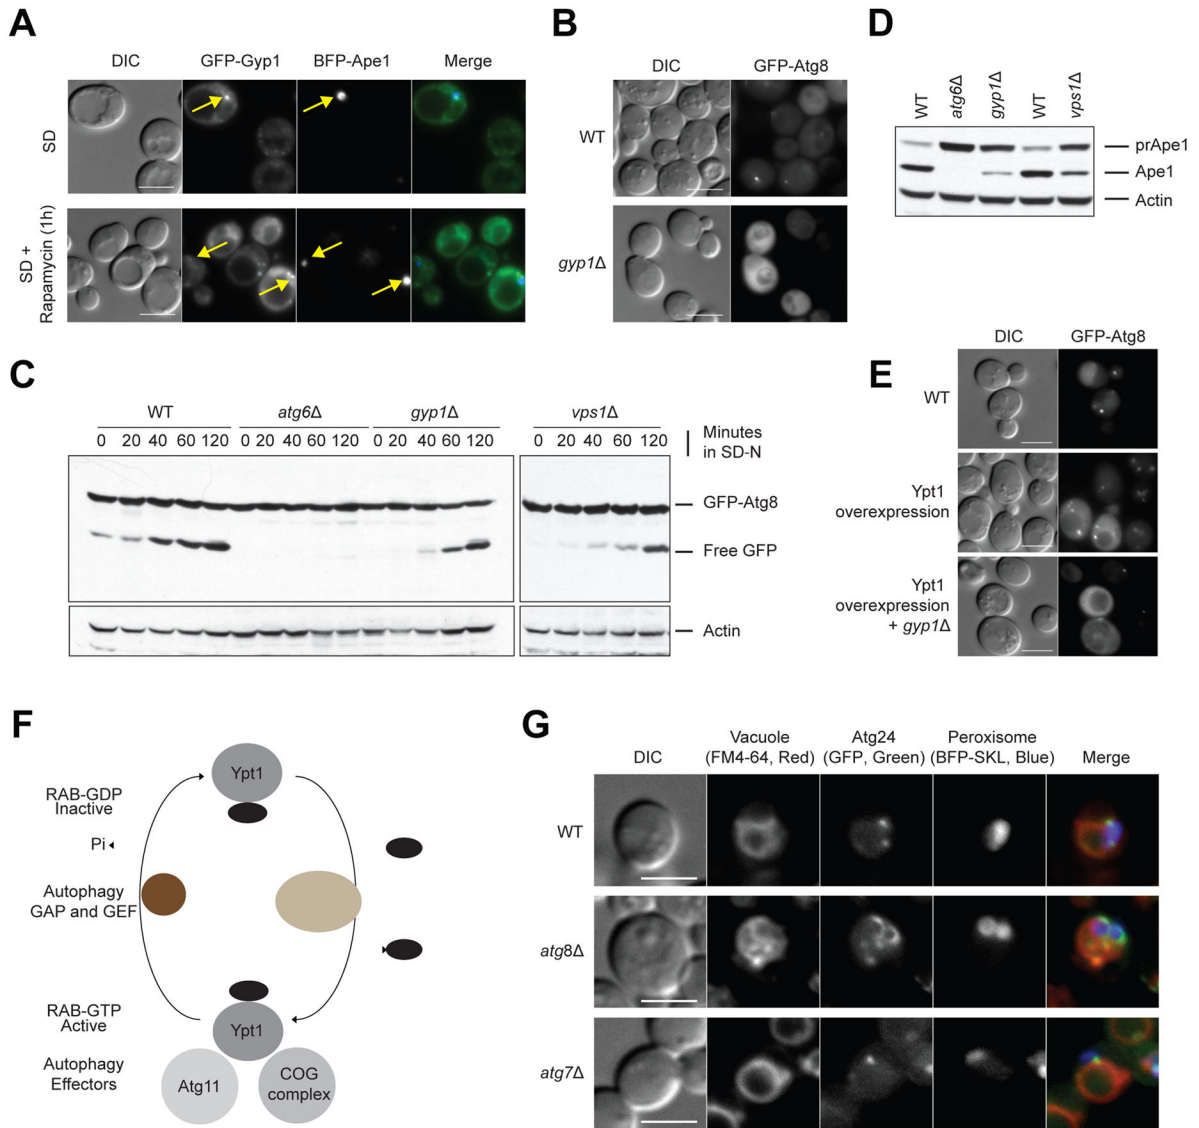 A
DIC
GFP-Gyp1
BFP-Ape1
Merge
SD
SD +
Rapamycin (1h)
B
DIC
GFP-Atg8
WT
gyp1Δ
D
WT
atg6Δ
gyp1Δ
WT
vps1Δ
prApe1
Ape1
Actin
C
WT
atg6Δ
gyp1Δ
vps1Δ
0 20 40 60 120 0 20 40 60 120 0 20 40 60 120
0 20 40 60 120
Minutes
in SD-N
GFP-Atg8
Free GFP
Actin
E
DIC
GFP-Atg8
WT
Ypt1
overexpression
Ypt1
overexpression
+ gyp1Δ
F
Ypt1
RAB-GDP
Inactive
Pi
Autophagy
GAP and GEF
RAB-GTP
Active
Ypt1
Autophagy
Effectors
Atg11
COG
complex
G
DIC
Vacuole
(FM4-64, Red)
Atg24
(GFP, Green)
Peroxisome
(BFP-SKL, Blue)
Merge
WT
atg8Δ
atg7Δ